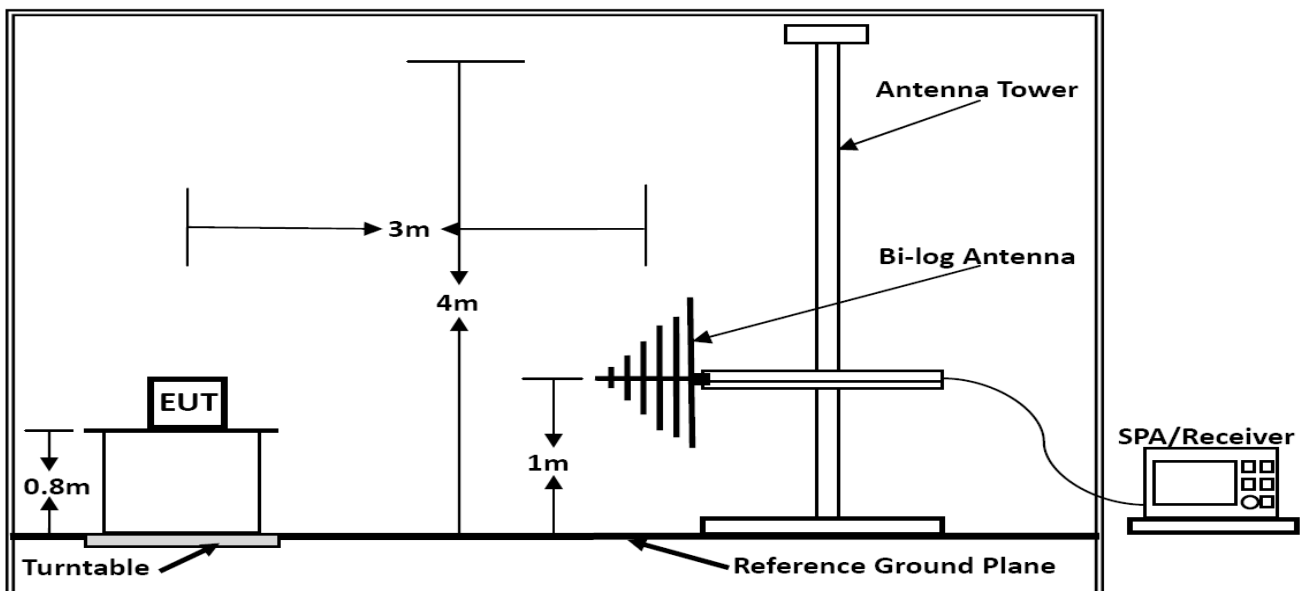 Antenna Tower
3m
Bi-log Antenna
4m
EUT
SPA/Receiver
1m
0.8m
Turntable
Reference Ground Plane